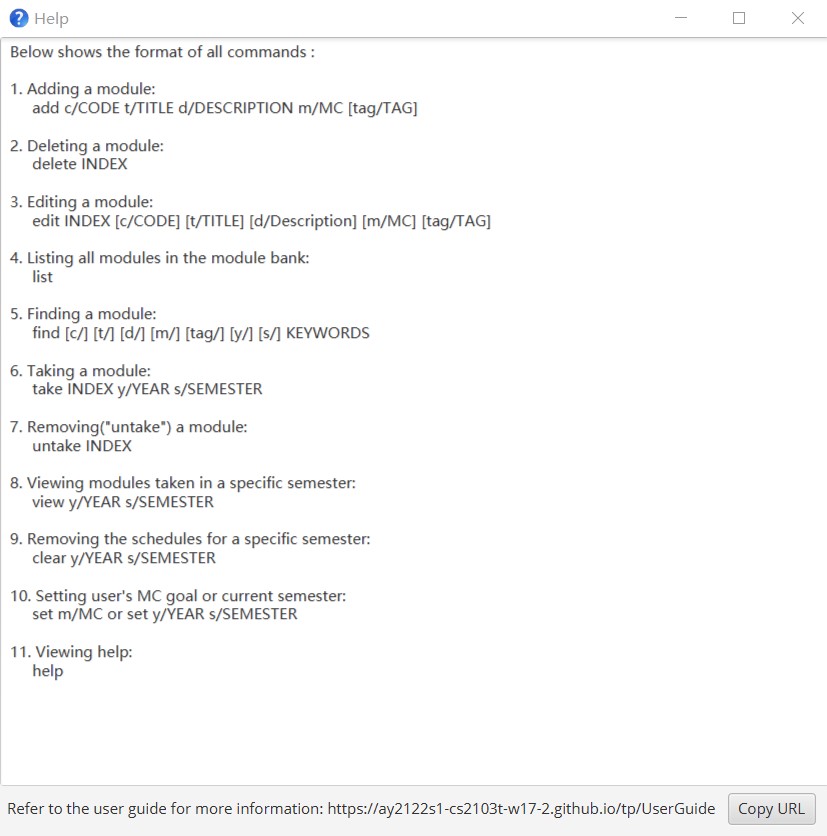 Help
Below shows the format of all commands :
1. Adding a module:
add c/CODE t/TITLE d/DESCRIPTION m/MC [tag/TAG]
2. Deleting a module:
delete INDEX
3. Editing a module:
edit INDEX [c/CODE] [t/TITLE] [d/Description] [m/MC] [tag/TAG]
4. Listing all modules in the module bank:
list
5. Finding a module:
find [c/] [t/] [d/] [m/] [tag/] [y/] [s/] KEYWORDS
6. Taking a module:
take INDEX y/YEAR s/SEMESTER
7. Removing("untake") a module:
untake INDEX
8. Viewing modules taken in a specific semester:
view y/YEAR s/SEMESTER
9. Removing the schedules for a specific semester:
clear y/YEAR s/SEMESTER
10. Setting user's MC goal or current semester:
set m/MC or set y/YEAR s/SEMESTER
11. Viewing help:
help
Refer to the user guide for more information: https://ay2122s1-cs2103t-w17-2.github.io/tp/UserGuide
Copy URL